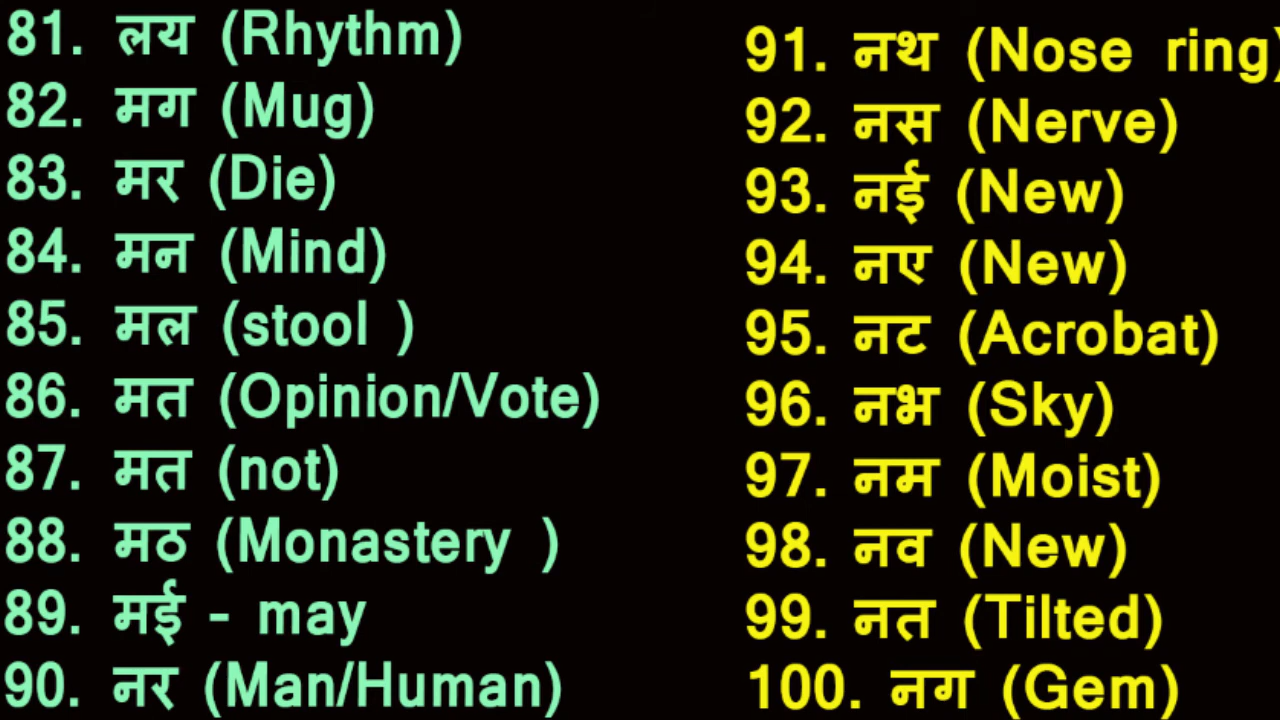 81. लय (Rhythm)
82. मग (Mug)
83. मर (Die)
84. मन (Mind)
85. मल (stool )
86. मत (Opinion/Vote)
87. मत (not)
88. मठ (Monastery )
89. मई - may
90. नर (Man/Human)
91. नथ (Nose ring)
92. नस (Nerve)
93. नई (New)
94. नए (New)
95. नट (Acrobat)
96. नभ (Sky)
97. नम (Moist)
98. नव (New)
99. नत (Tilted)
100. नग (Gem)